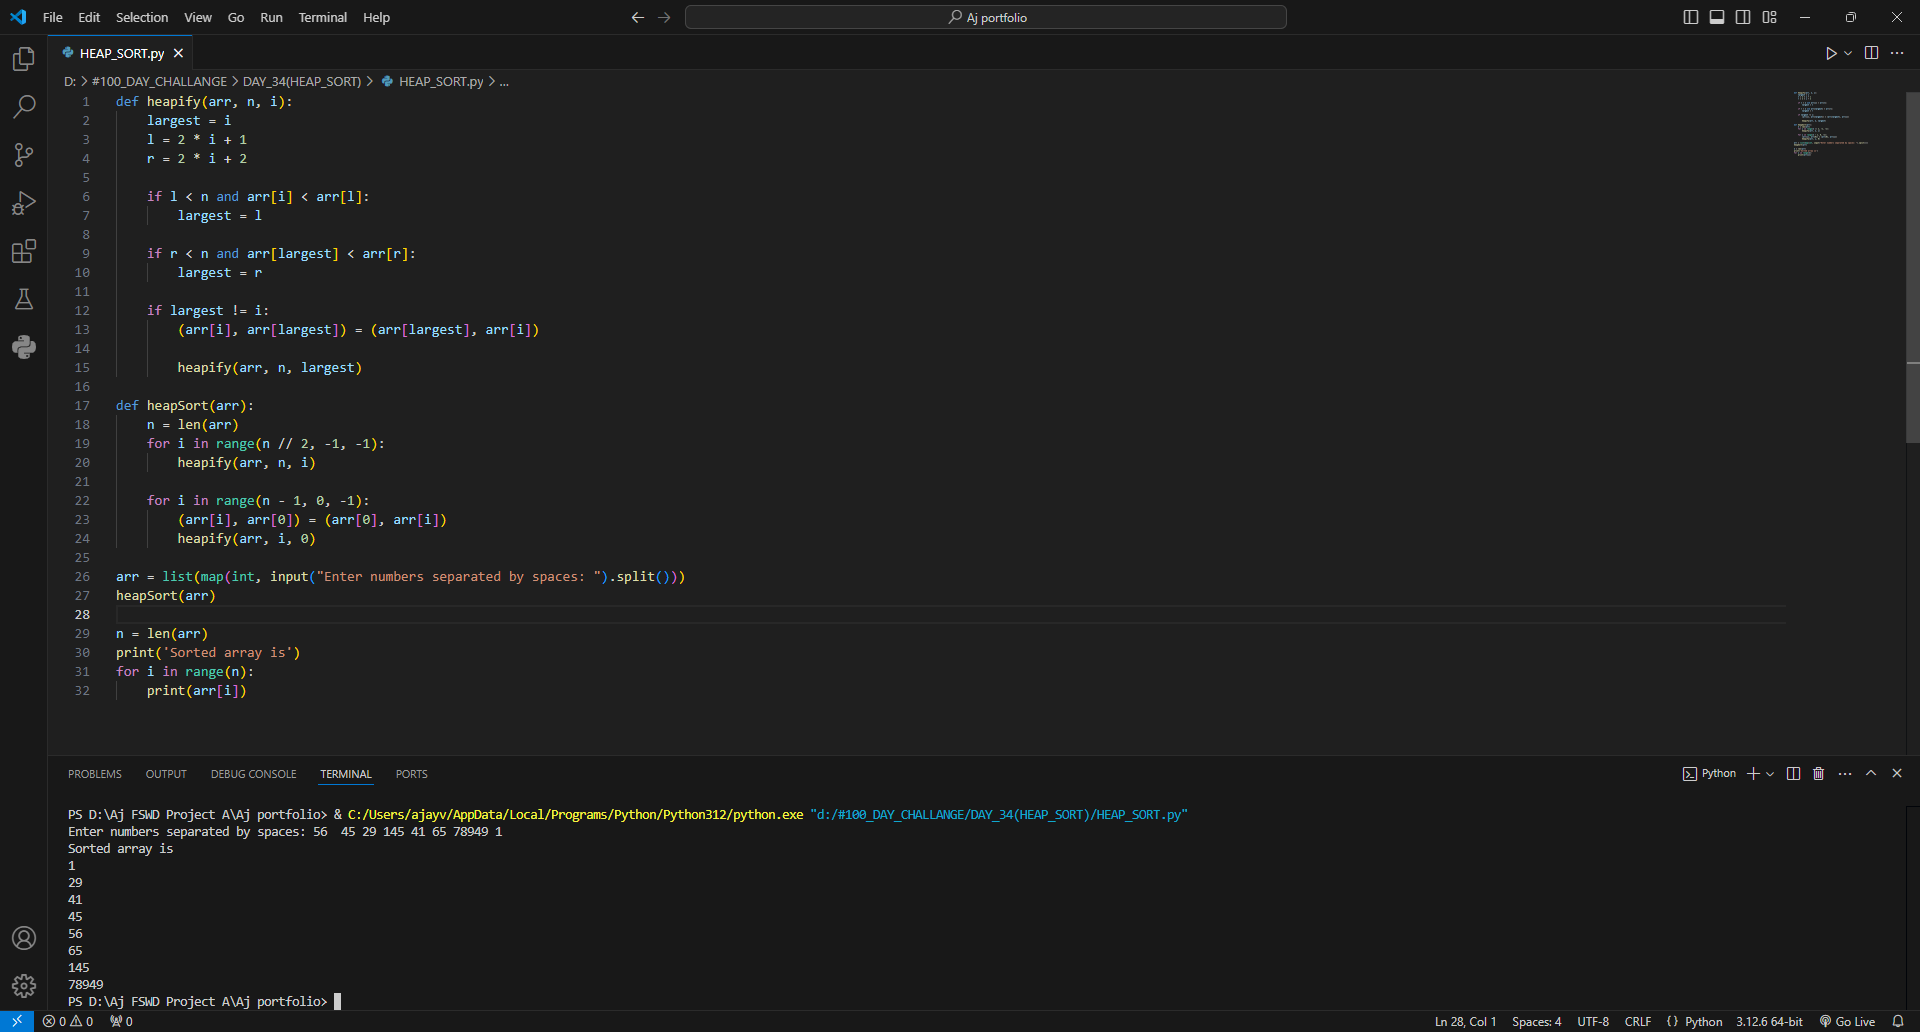 File Edit Selection View Go Run Terminal Help
Aj portfolio
HEAP_SORT.py
D: > #100_DAY_CHALLANGE > DAY_34(HEAP_SORT) > HEAP_SORT.py > ...
1 def heapify(arr, n, i):
2     largest = i
3     l = 2 * i + 1
4     r = 2 * i + 2
5
6     if l < n and arr[i] < arr[l]:
7         largest = l
8
9     if r < n and arr[largest] < arr[r]:
10         largest = r
11
12     if largest != i:
13         (arr[i], arr[largest]) = (arr[largest], arr[i])
14
15         heapify(arr, n, largest)
16
17 def heapSort(arr):
18     n = len(arr)
19     for i in range(n // 2, -1, -1):
20         heapify(arr, n, i)
21
22     for i in range(n - 1, 0, -1):
23         (arr[i], arr[0]) = (arr[0], arr[i])
24         heapify(arr, i, 0)
25
26 arr = list(map(int, input("Enter numbers separated by spaces: ").split()))
27 heapSort(arr)
28
29 n = len(arr)
30 print('Sorted array is')
31 for i in range(n):
32     print(arr[i])
PROBLEMS OUTPUT DEBUG CONSOLE TERMINAL PORTS
Python
PS D:\Aj FSWD Project A\Aj portfolio> & C:/Users/ajayv/AppData/Local/Programs/Python/Python312/python.exe "d:/#100_DAY_CHALLANGE/DAY_34(HEAP_SORT)/HEAP_SORT.py"
Enter numbers separated by spaces: 56  45 29 145 41 65 78949 1
Sorted array is
1
29
41
45
56
65
145
78949
PS D:\Aj FSWD Project A\Aj portfolio>
0 0 0
Ln 28, Col 1 Spaces: 4 UTF-8 CRLF {} Python 3.12.6 64-bit Go Live